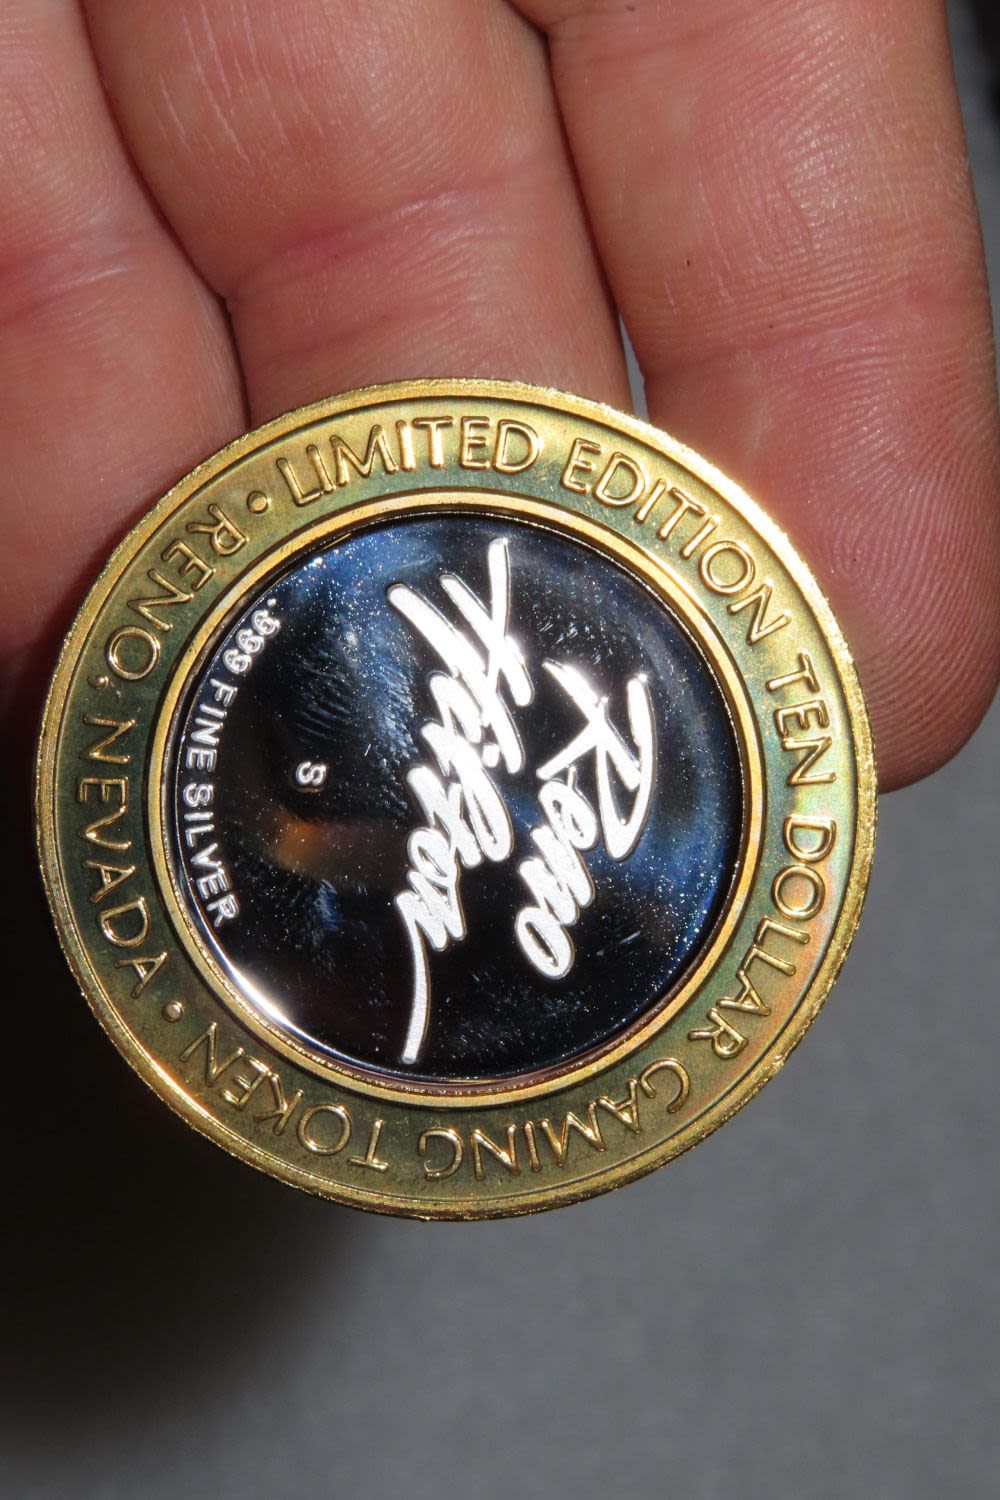 LIMITED EDITION TEN DOLLAR GAMING TOKEN
• RENO, NEVADA •
Reno
Hilton
S
.999 FINE SILVER